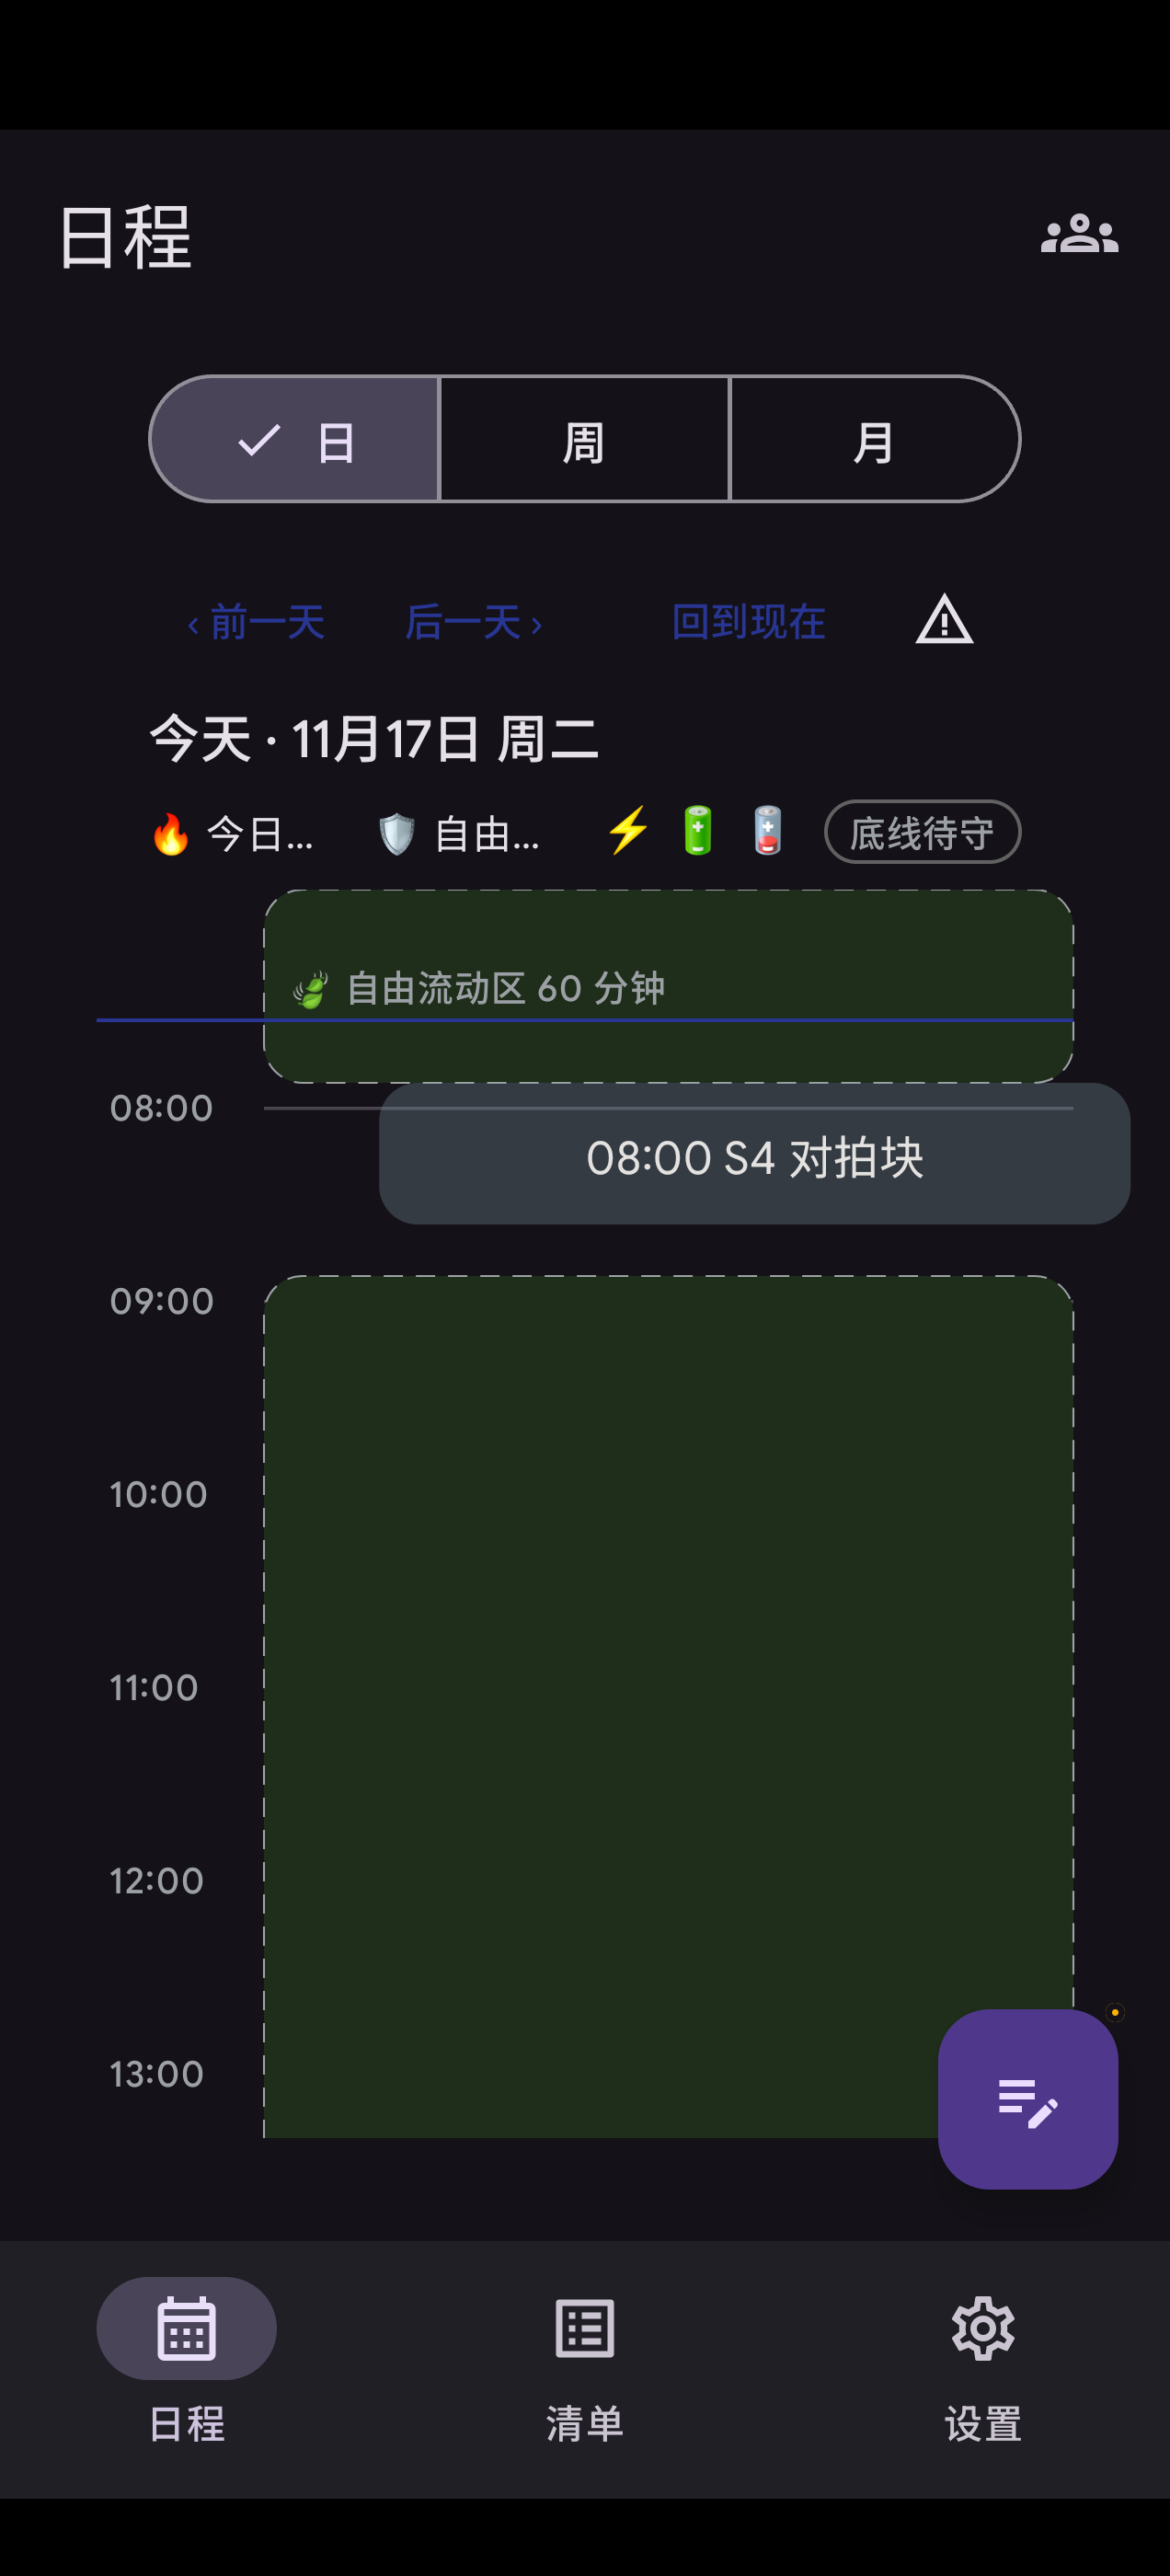 日程
日
周
月
‹ 前一天
后一天 ›
回到现在
今天 · 11月17日 周二
🔥 今日...
🛡️ 自由...
⚡ 🔋 🪫
底线待守
🍃 自由流动区 60 分钟
08:00
08:00 S4 对拍块
09:00
10:00
11:00
12:00
13:00
日程
清单
设置